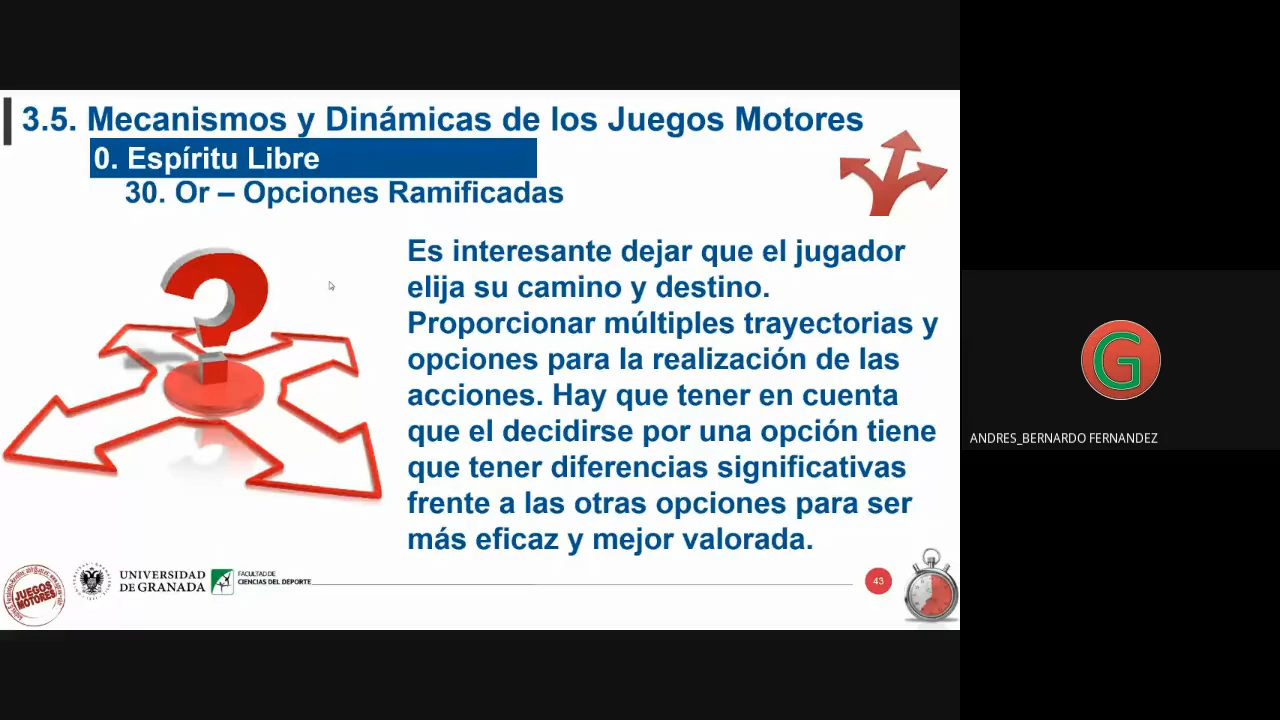 3.5. Mecanismos y Dinámicas de los Juegos Motores
0. Espíritu Libre
30. Or – Opciones Ramificadas
Es interesante dejar que el jugador
elija su camino y destino.
Proporcionar múltiples trayectorias y
opciones para la realización de las
acciones. Hay que tener en cuenta
que el decidirse por una opción tiene
que tener diferencias significativas
frente a las otras opciones para ser
más eficaz y mejor valorada.
?
JUEGOS
MOTORES
UNIVERSIDAD
DE GRANADA
FACULTAD DE
CIENCIAS DEL DEPORTE
43
G
ANDRES_BERNARDO FERNANDEZ